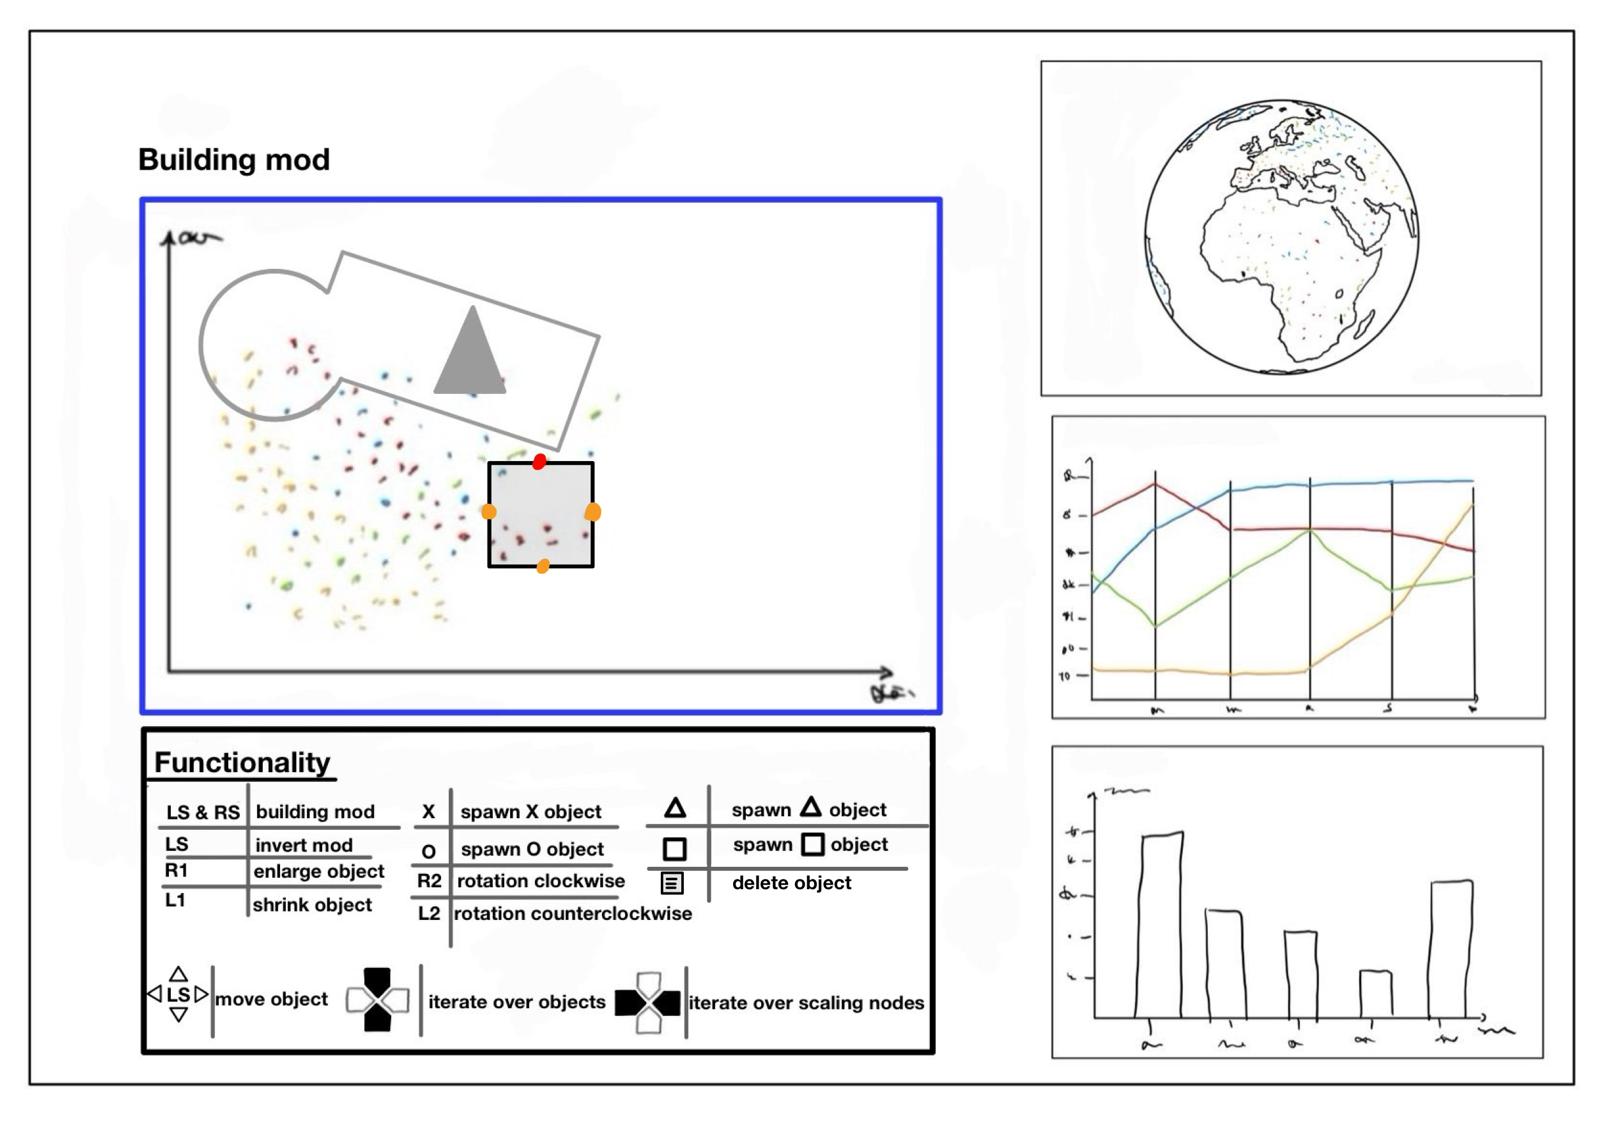 Building mod
Functionality
LS & RS building mod
LS invert mod
R1 enlarge object
L1 shrink object
X spawn X object
O spawn O object
R2 rotation clockwise
L2 rotation counterclockwise
△ spawn △ object
□ spawn □ object
delete object
LS move object
iterate over objects
iterate over scaling nodes